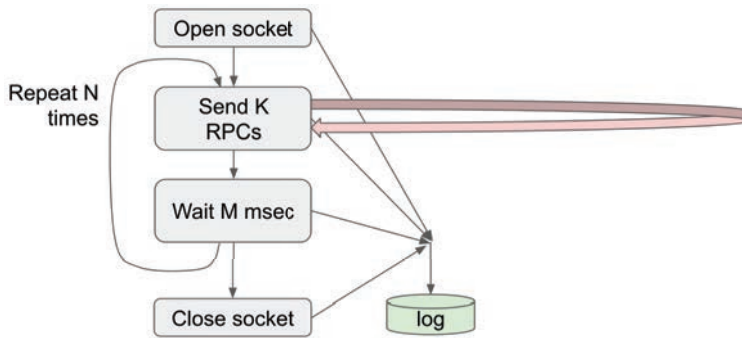 Open socket
Repeat N
times
Send K
RPCs
Wait M msec
Close socket
log